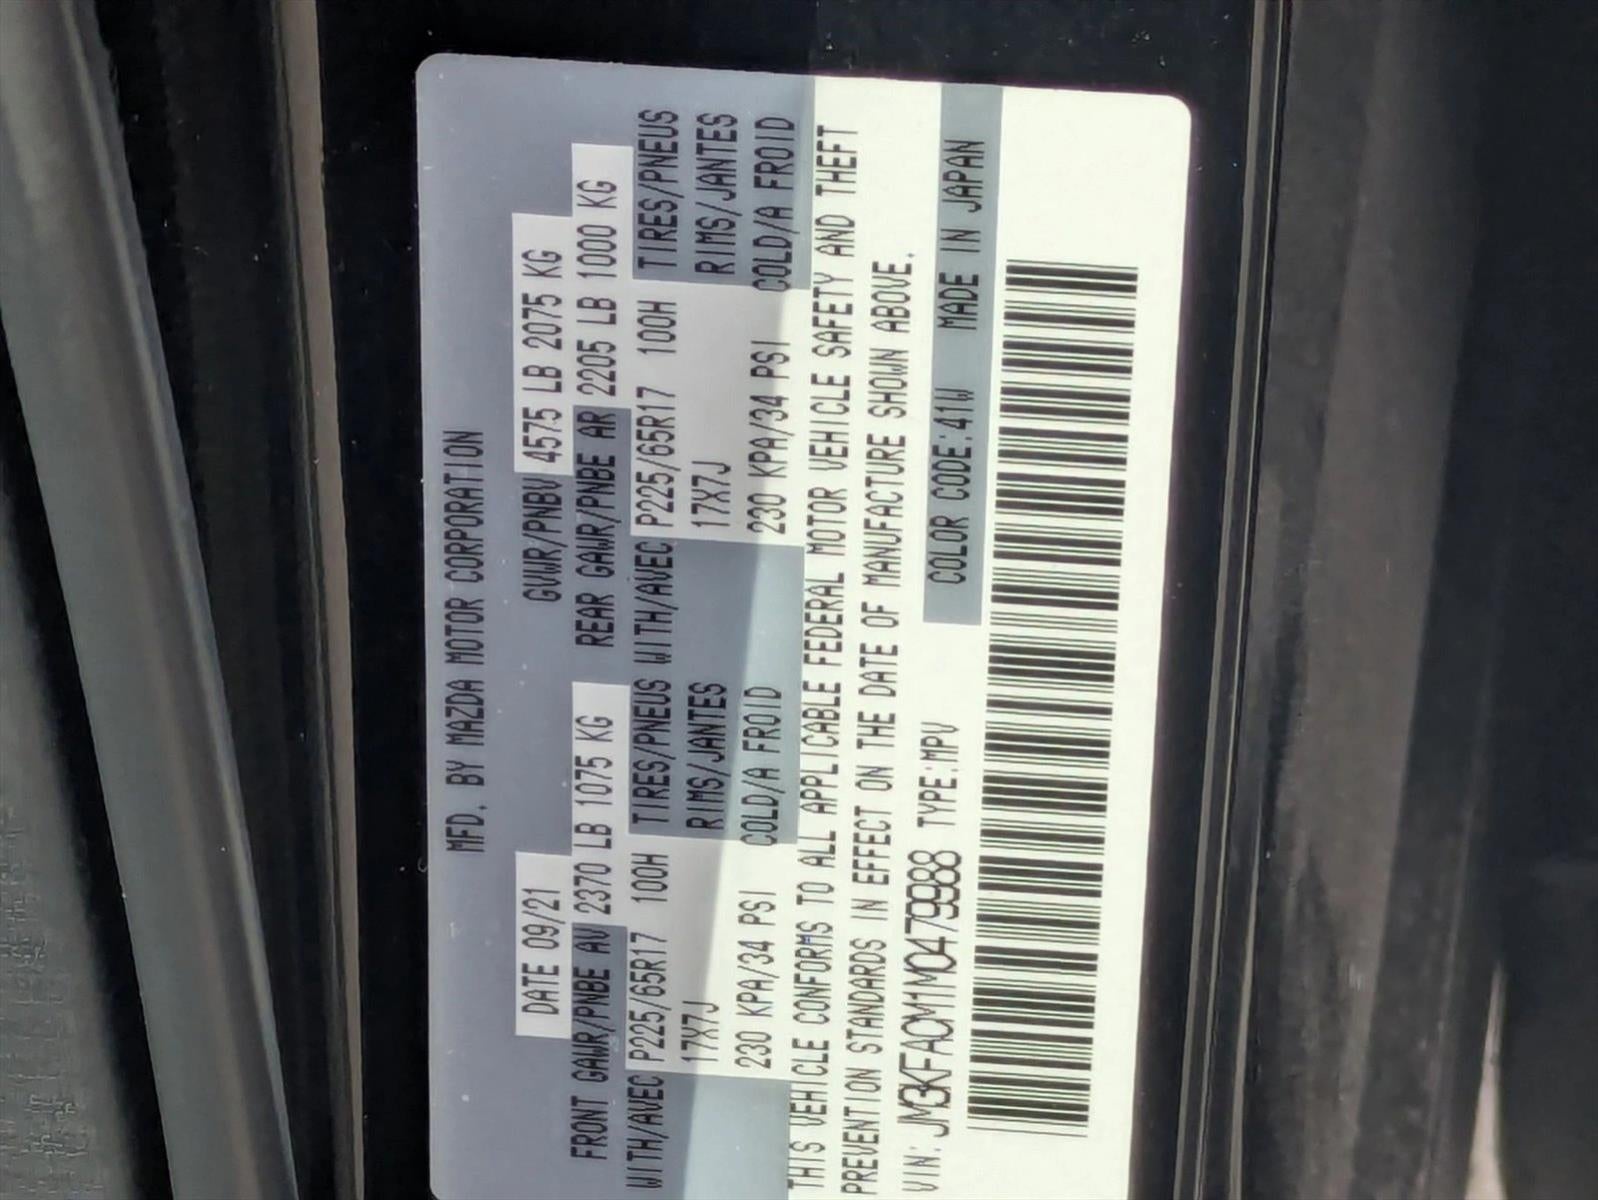 MFD. BY MAZDA MOTOR CORPORATION
DATE 09/21 GVWR/PNBV 4575 LB 2075 KG
FRONT GAWR/PNBE AV 2370 LB 1075 KG REAR GAWR/PNBE AR 2205 LB 1000 KG
WITH/AVEC P225/65R17 100H TIRES/PNEUS WITH/AVEC P225/65R17 100H TIRES/PNEUS
17X7J RIMS/JANTES 17X7J RIMS/JANTES
230 KPA/34 PSI COLD/A FROID 230 KPA/34 PSI COLD/A FROID
THIS VEHICLE CONFORMS TO ALL APPLICABLE FEDERAL MOTOR VEHICLE SAFETY AND THEFT
PREVENTION STANDARDS IN EFFECT ON THE DATE OF MANUFACTURE SHOWN ABOVE.
VIN: JM3KFACM1M0479988 TYPE:MPV COLOR CODE:41W MADE IN JAPAN